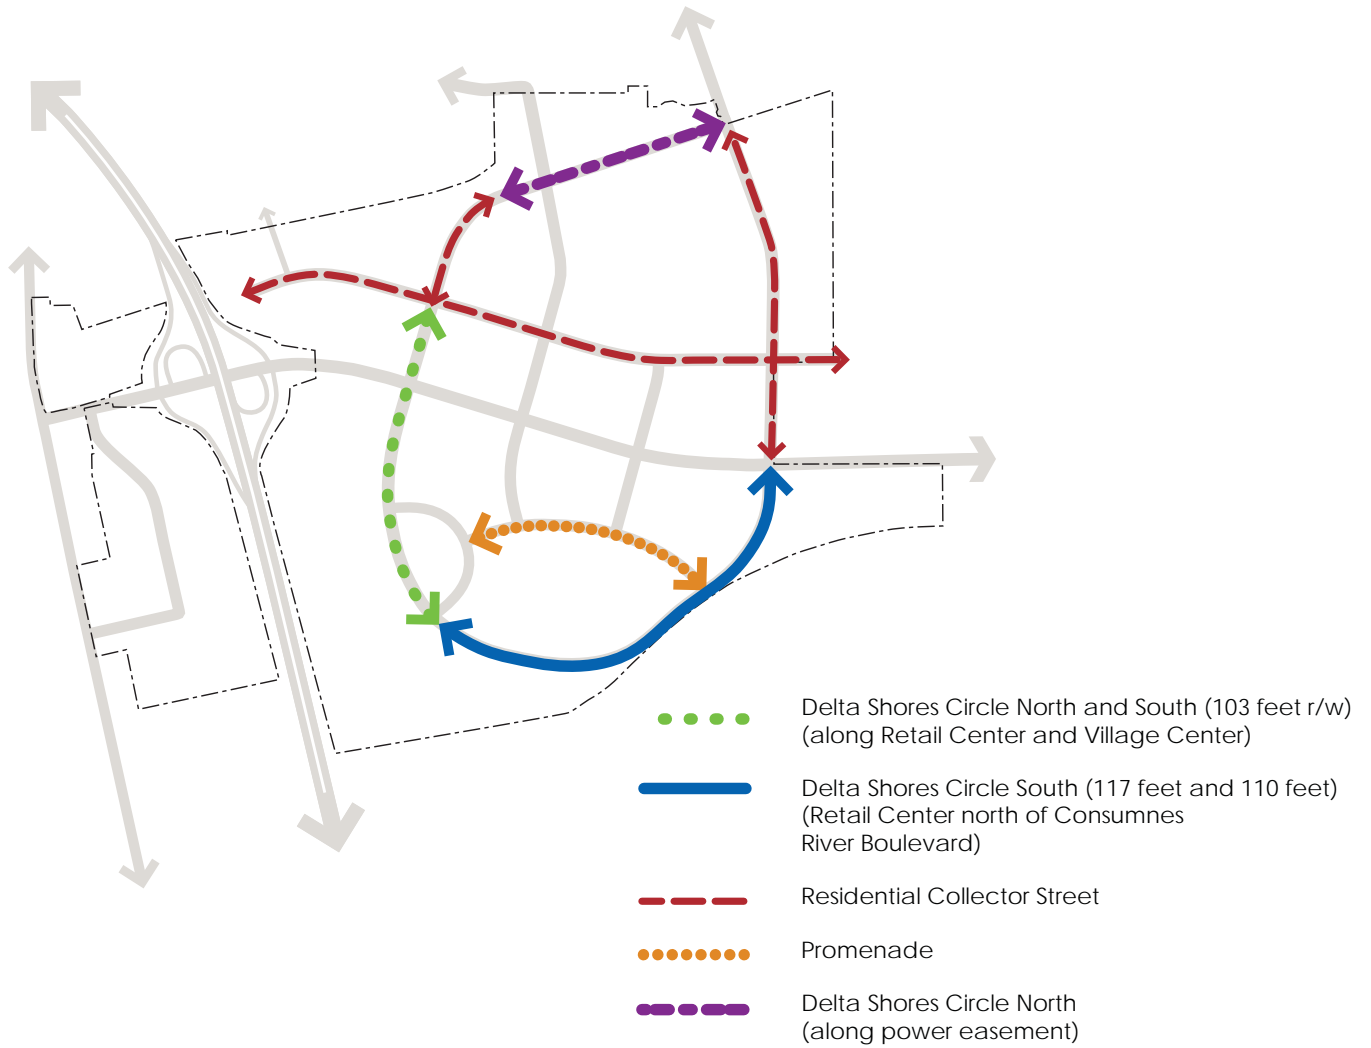 Delta Shores Circle North and South (103 feet r/w)
(along Retail Center and Village Center)
Delta Shores Circle South (117 feet and 110 feet)
(Retail Center north of Consumnes
River Boulevard)
Residential Collector Street
Promenade
Delta Shores Circle North
(along power easement)